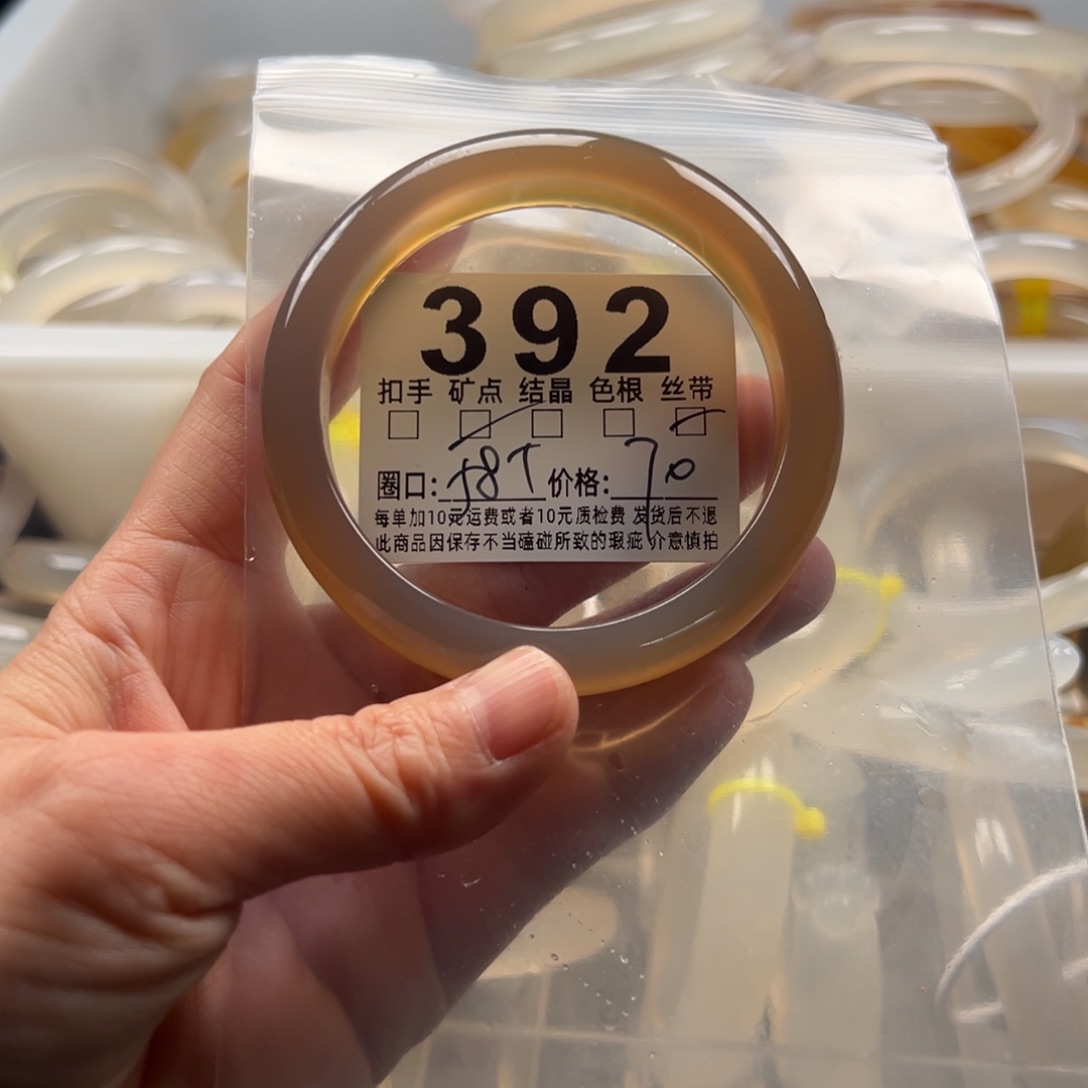 392
扣手 矿点 结晶 色根 丝带
圈口: 58T 价格: 70
每单加10元运费或者10元质检费 发货后不退
此商品因保存不当磕碰所致的瑕疵 介意慎拍